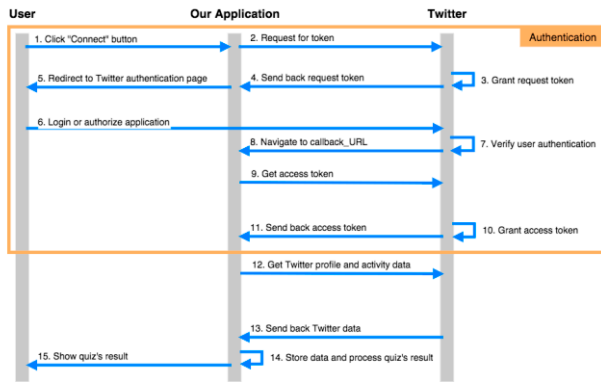 User
Our Application
Twitter
Authentication
1. Click "Connect" button
2. Request for token
3. Grant request token
4. Send back request token
5. Redirect to Twitter authentication page
6. Login or authorize application
7. Verify user authentication
8. Navigate to callback_URL
9. Get access token
10. Grant access token
11. Send back access token
12. Get Twitter profile and activity data
13. Send back Twitter data
14. Store data and process quiz's result
15. Show quiz's result